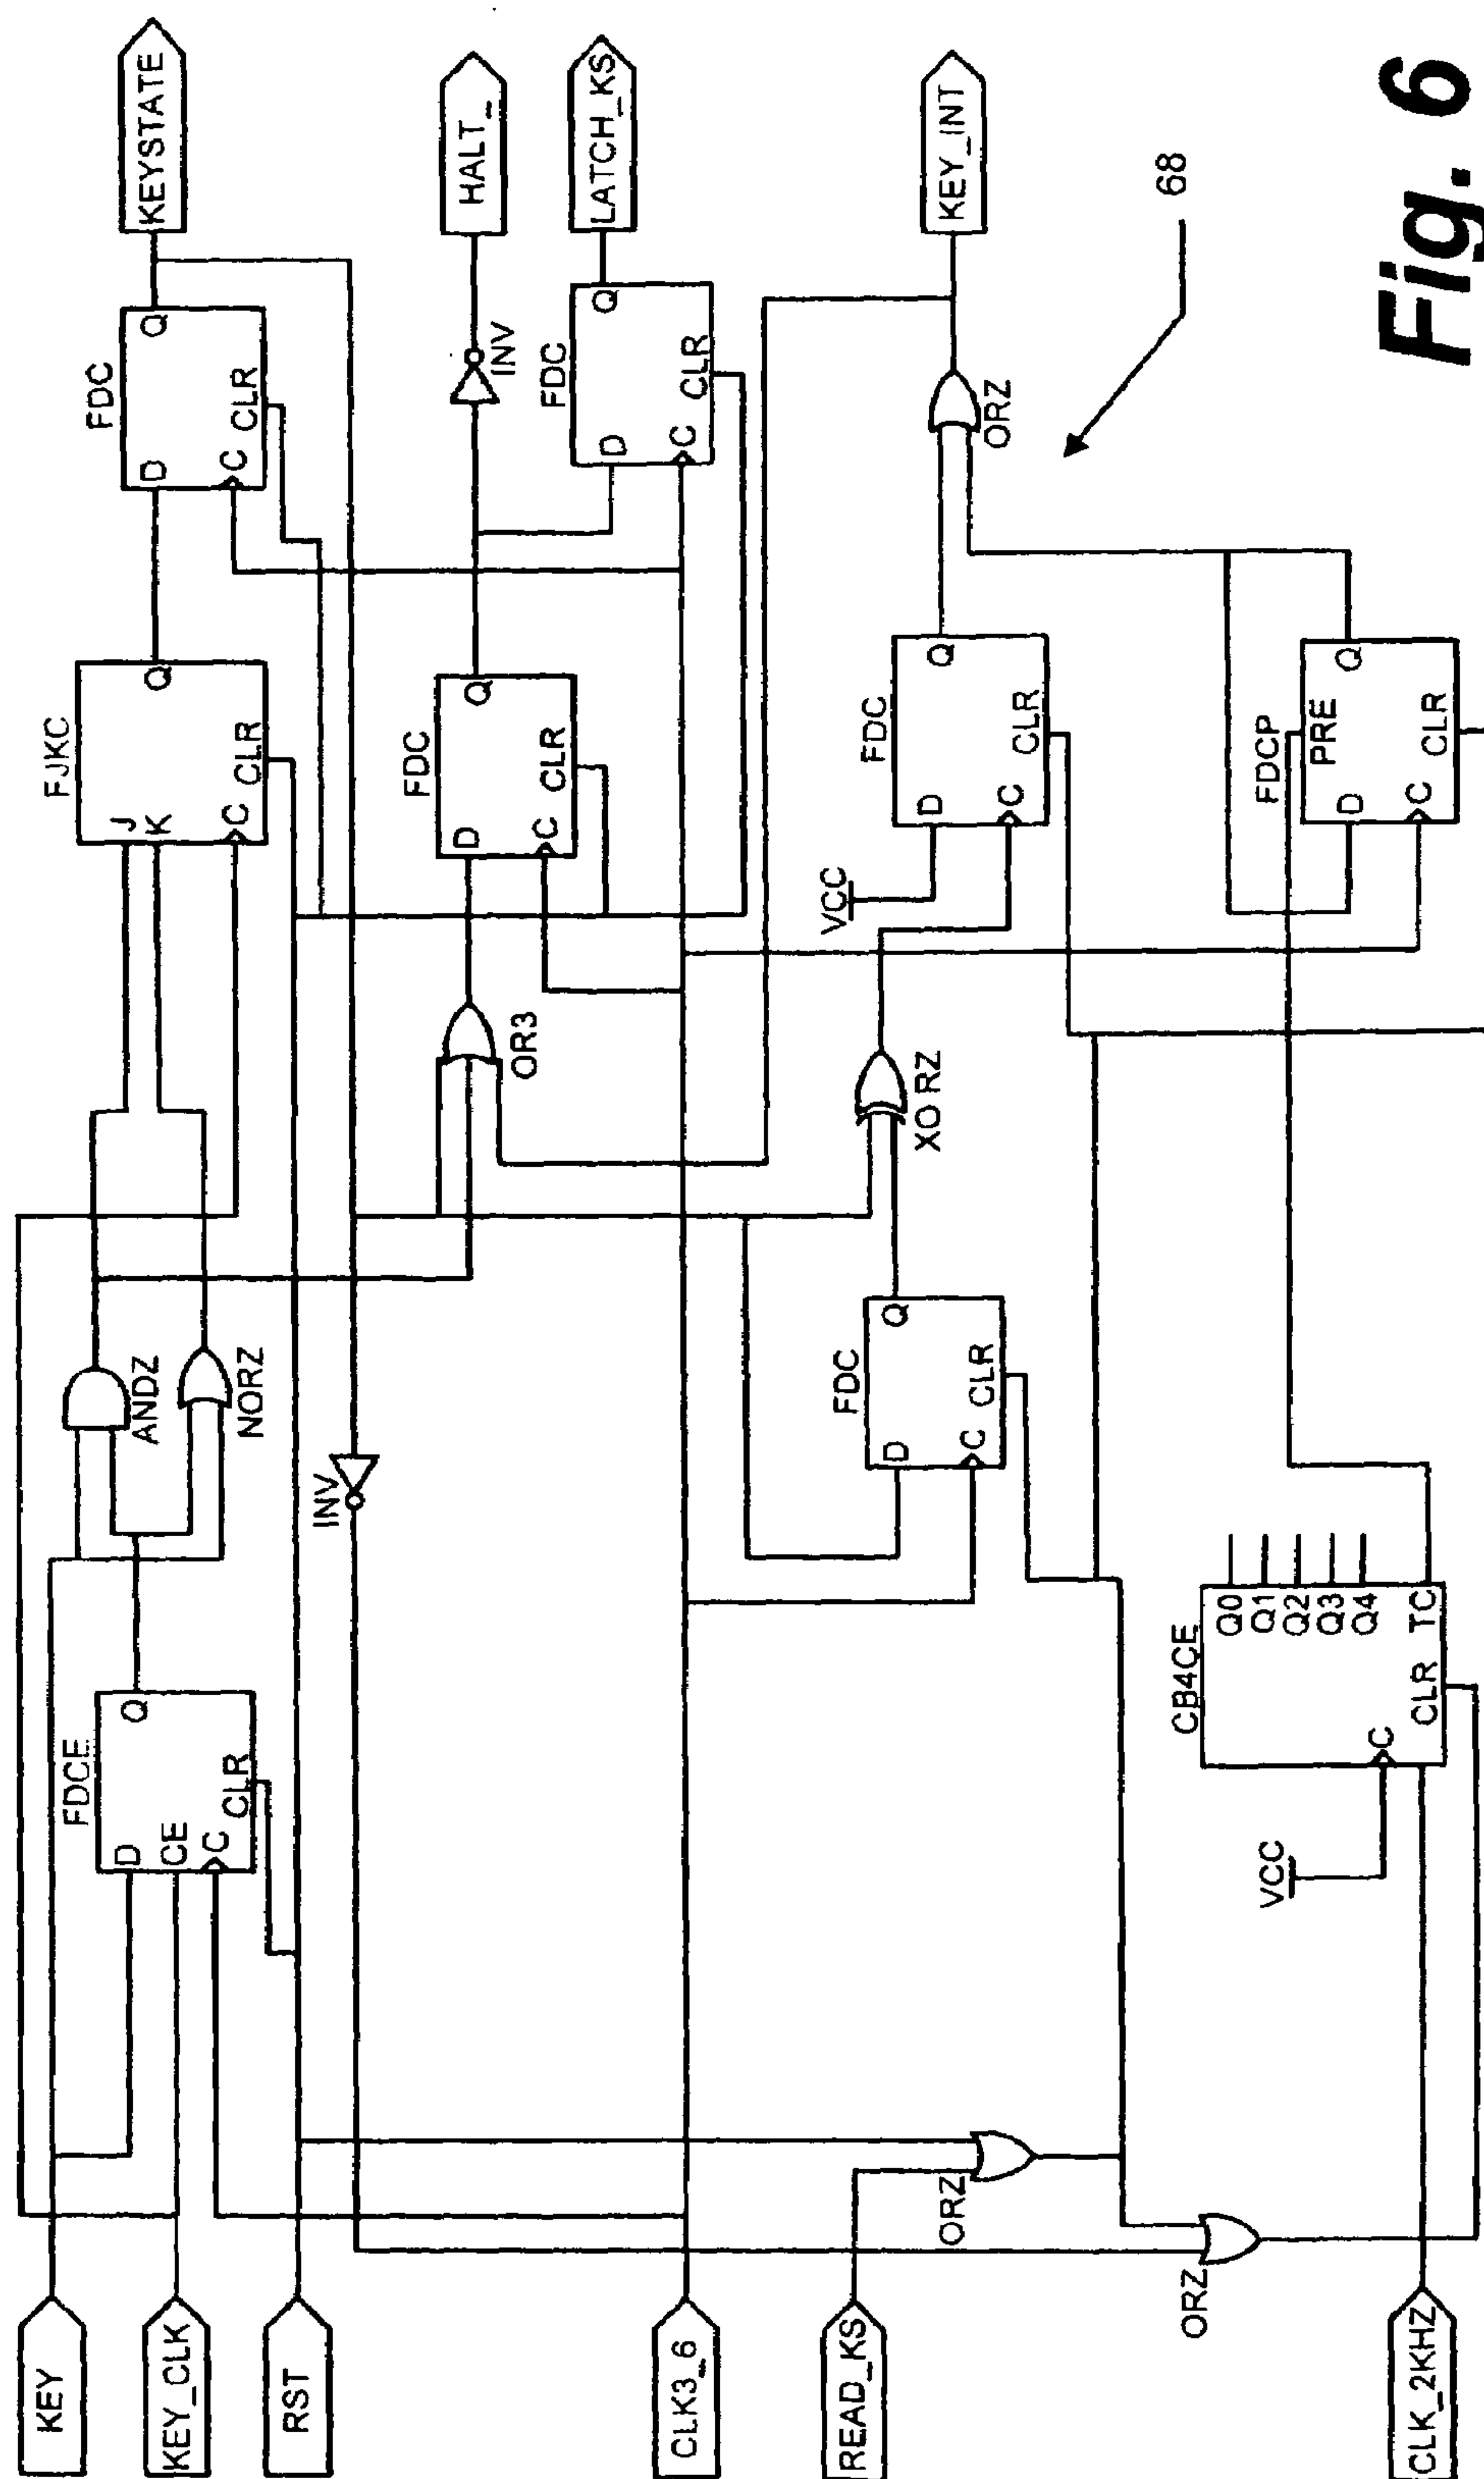 KEY
KEY_CLK
RST
CLK3_6
READ_KS
CLK_2KHZ
FDCE
D
CE
C
CLR
Q
ANDZ
NORZ
FJKC
J
K
C
CLR
Q
FDC
D
C
CLR
Q
KEYSTATE
INV
OR3
FDC
D
C
CLR
Q
INV
HALT_
FDC
D
C
CLR
Q
LATCH_KS
ORZ
ORZ
FDC
D
C
CLR
Q
XO RZ
VCC
FDC
D
C
CLR
Q
ORZ
KEY_INT
68
VCC
CB4CE
C
CLR
Q0
Q1
Q2
Q3
Q4
TC
FDCP
PRE
D
C
CLR
Q
Fig. 6